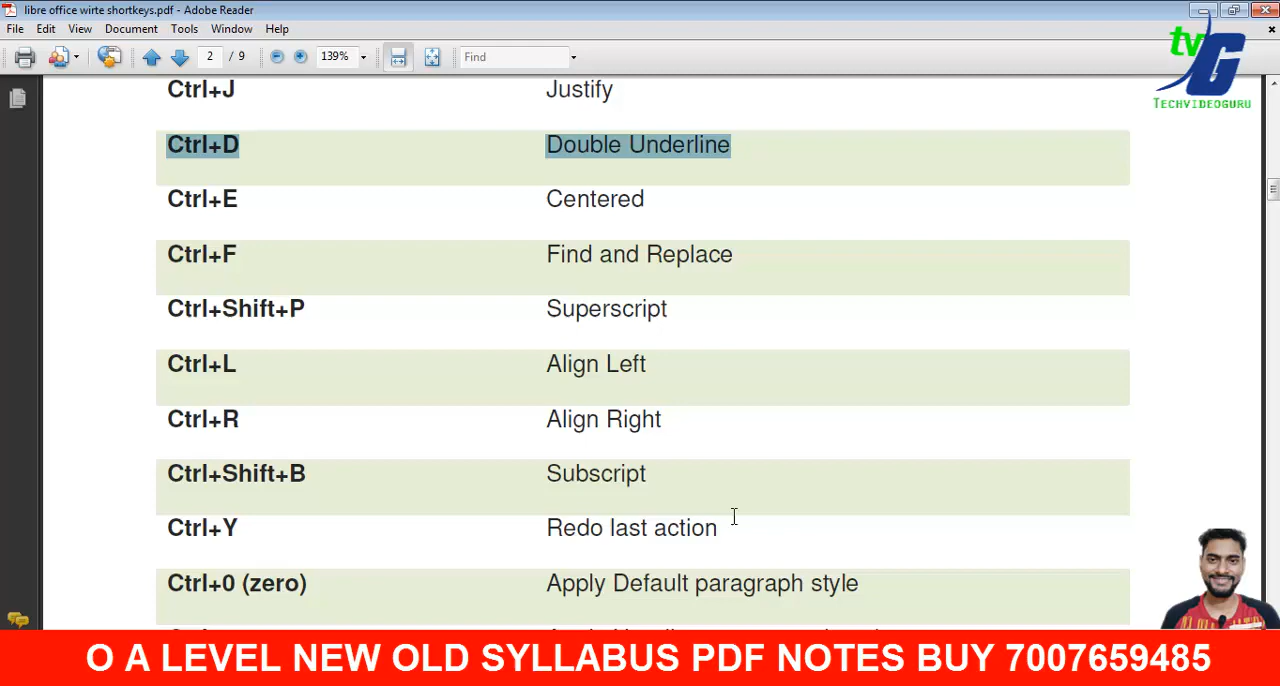 libre office wirte shortkeys.pdf - Adobe Reader
File Edit View Document Tools Window Help
2 / 9 139% Find
tv G
TECHVIDEOGURU
Ctrl+J Justify
Ctrl+D Double Underline
Ctrl+E Centered
Ctrl+F Find and Replace
Ctrl+Shift+P Superscript
Ctrl+L Align Left
Ctrl+R Align Right
Ctrl+Shift+B Subscript
Ctrl+Y Redo last action
Ctrl+0 (zero) Apply Default paragraph style
O A LEVEL NEW OLD SYLLABUS PDF NOTES BUY 7007659485